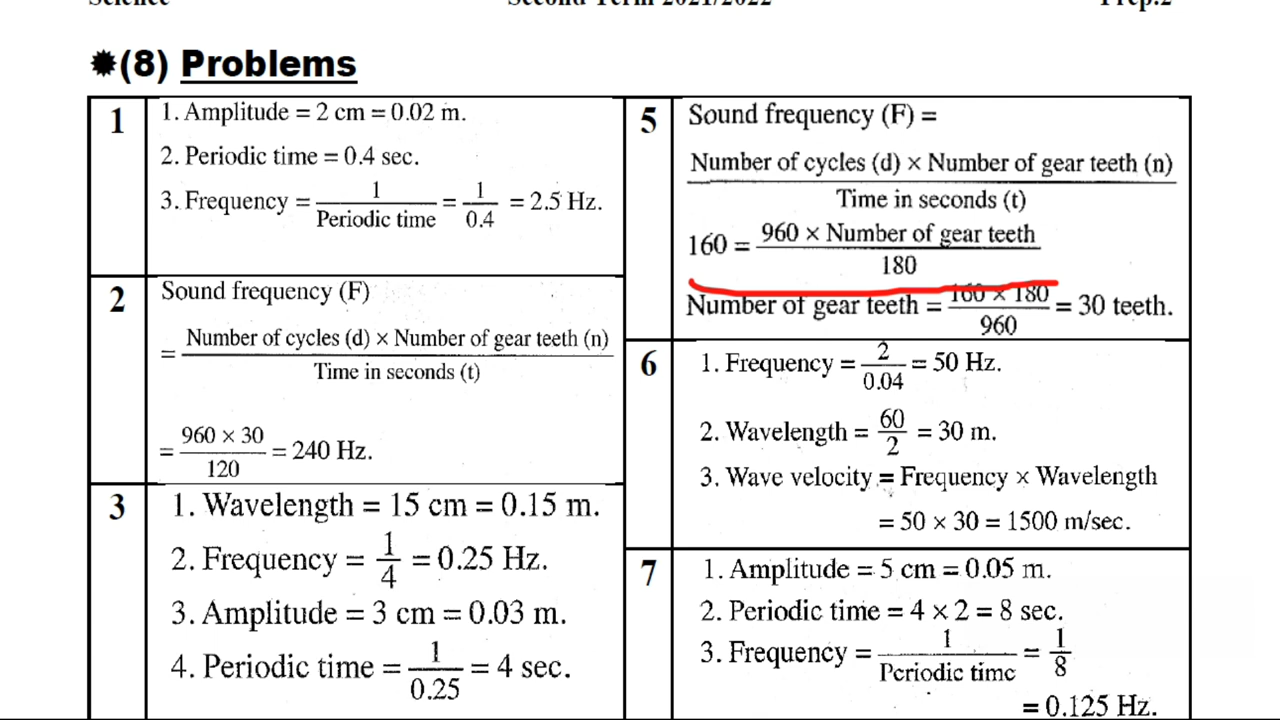 Science Second Term 2021/2022 Prep.2
✹(8) Problems
1
1. Amplitude = 2 cm = 0.02 m.
2. Periodic time = 0.4 sec.
3. Frequency = 1 / Periodic time = 1 / 0.4 = 2.5 Hz.
2
Sound frequency (F)
= Number of cycles (d) × Number of gear teeth (n) / Time in seconds (t)
= 960 × 30 / 120 = 240 Hz.
3
1. Wavelength = 15 cm = 0.15 m.
2. Frequency = 1 / 4 = 0.25 Hz.
3. Amplitude = 3 cm = 0.03 m.
4. Periodic time = 1 / 0.25 = 4 sec.
5
Sound frequency (F) =
Number of cycles (d) × Number of gear teeth (n) / Time in seconds (t)
160 = 960 × Number of gear teeth / 180
Number of gear teeth = 160 × 180 / 960 = 30 teeth.
6
1. Frequency = 2 / 0.04 = 50 Hz.
2. Wavelength = 60 / 2 = 30 m.
3. Wave velocity = Frequency × Wavelength
= 50 × 30 = 1500 m/sec.
7
1. Amplitude = 5 cm = 0.05 m.
2. Periodic time = 4 × 2 = 8 sec.
3. Frequency = 1 / Periodic time = 1 / 8
= 0.125 Hz.